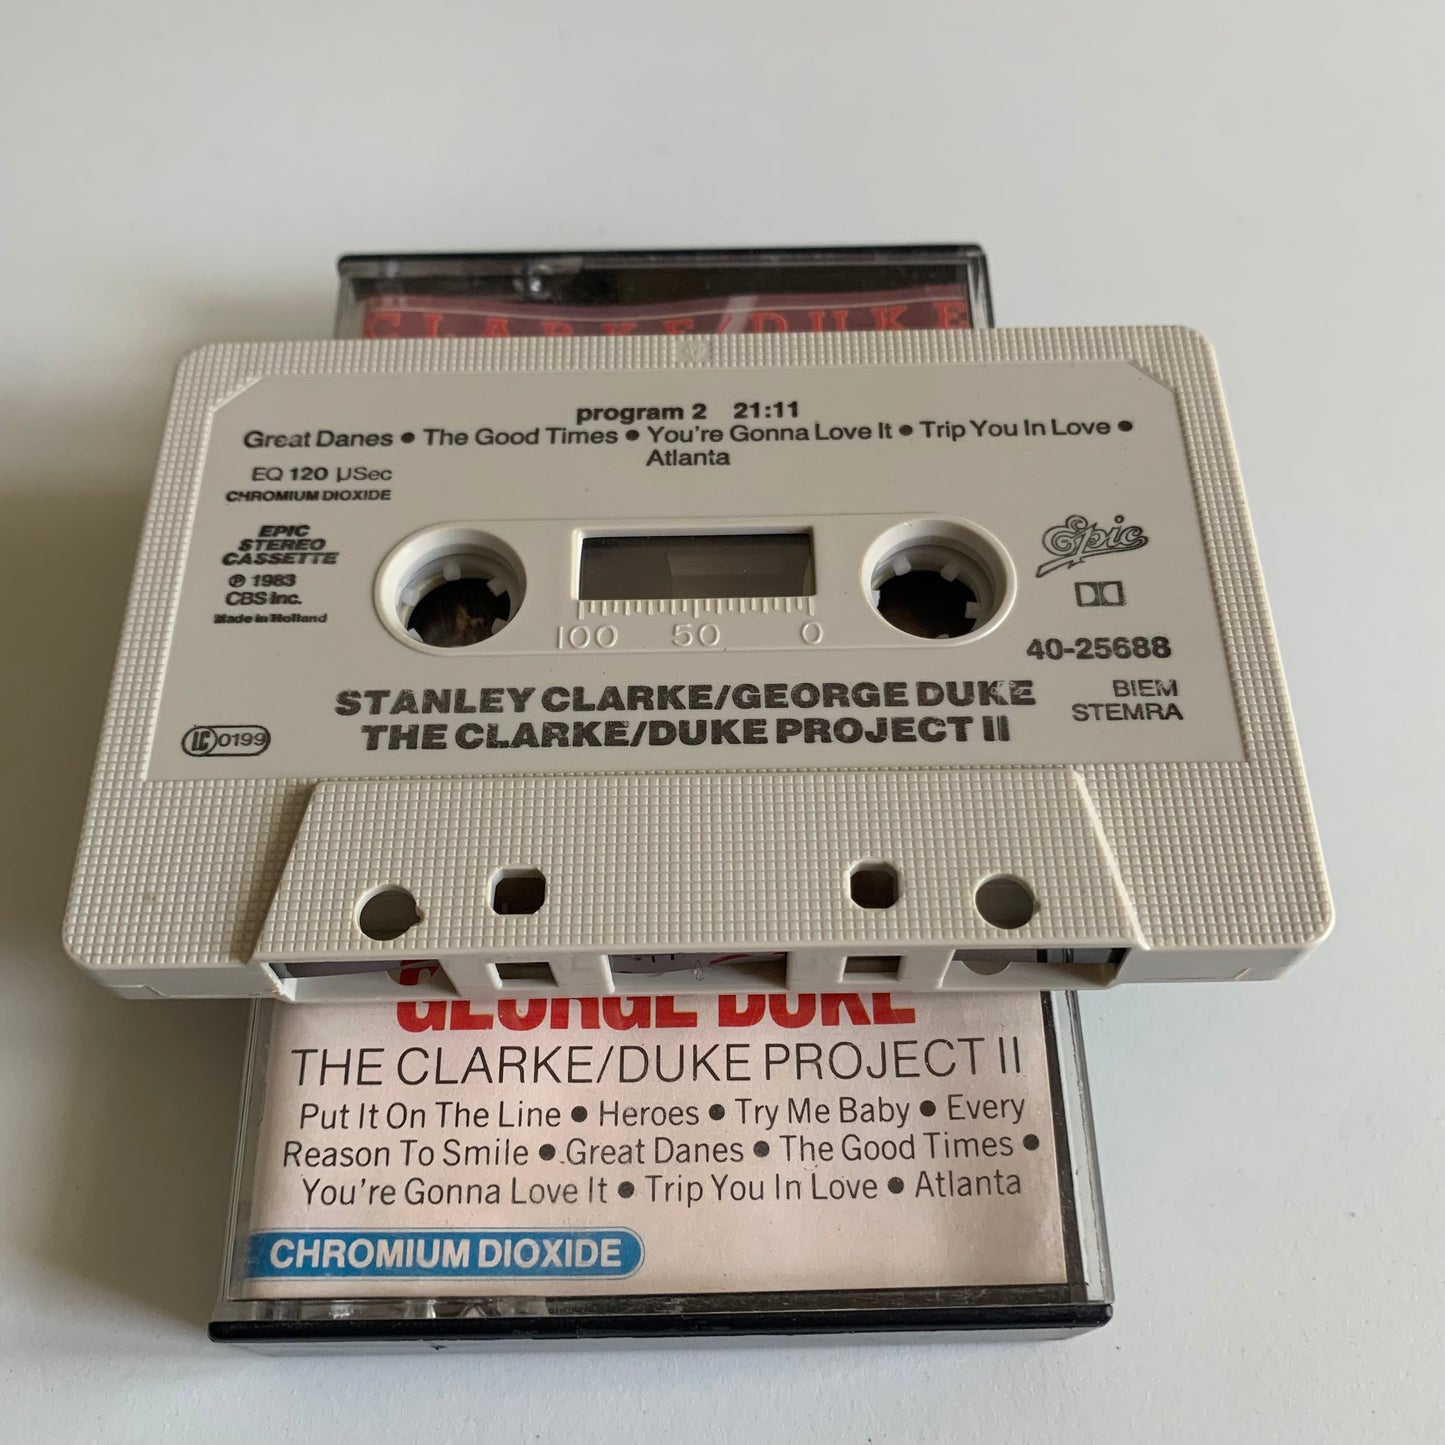 CLARKE/DUKE
program 2 21:11
Great Danes ● The Good Times ● You're Gonna Love It ● Trip You In Love ●
Atlanta
EQ 120 µSec
CHROMIUM DIOXIDE
EPIC
STEREO
CASSETTE
℗ 1983
CBS Inc.
Made in Holland
Epic
100 50 0
40-25688
STANLEY CLARKE/GEORGE DUKE
THE CLARKE/DUKE PROJECT II
BIEM
STEMRA
LC 0199
GEORGE DUKE
THE CLARKE/DUKE PROJECT II
Put It On The Line ● Heroes ● Try Me Baby ● Every
Reason To Smile ● Great Danes ● The Good Times ●
You're Gonna Love It ● Trip You In Love ● Atlanta
CHROMIUM DIOXIDE